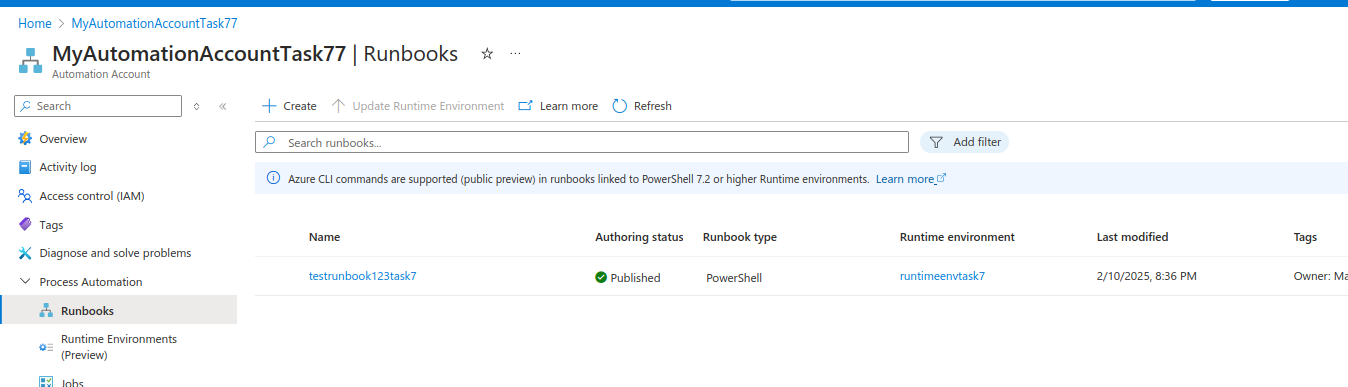 Home > MyAutomationAccountTask77
MyAutomationAccountTask77 | Runbooks ☆ ...
Automation Account
Search
Create Update Runtime Environment Learn more Refresh
Search runbooks...
Add filter
Overview
Activity log
Access control (IAM)
Tags
Diagnose and solve problems
Process Automation
Runbooks
Runtime Environments
(Preview)
Jobs
Azure CLI commands are supported (public preview) in runbooks linked to PowerShell 7.2 or higher Runtime environments. Learn more
Name Authoring status Runbook type Runtime environment Last modified Tags
testrunbook123task7 Published PowerShell runtimeenvtask7 2/10/2025, 8:36 PM Owner: Ma